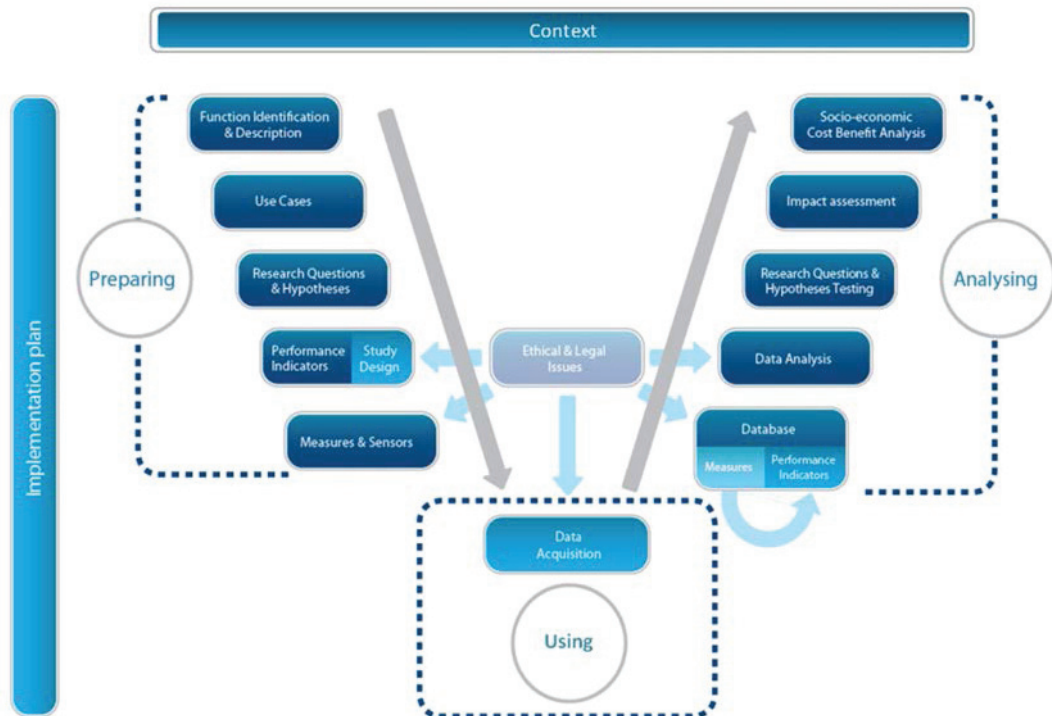 Context
Implementation plan
Preparing
Function Identification
& Description
Use Cases
Research Questions
& Hypotheses
Performance
Indicators
Study
Design
Measures & Sensors
Ethical & Legal
Issues
Data
Acquisition
Using
Socio-economic
Cost Benefit Analysis
Impact assessment
Research Questions &
Hypotheses Testing
Data Analysis
Database
Measures
Performance
Indicators
Analysing